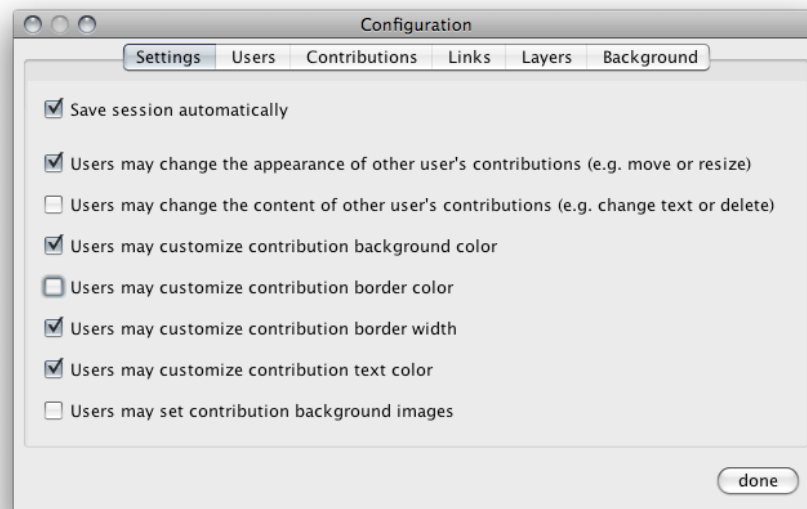 Configuration
Settings Users Contributions Links Layers Background
Save session automatically
Users may change the appearance of other user's contributions (e.g. move or resize)
Users may change the content of other user's contributions (e.g. change text or delete)
Users may customize contribution background color
Users may customize contribution border color
Users may customize contribution border width
Users may customize contribution text color
Users may set contribution background images
done